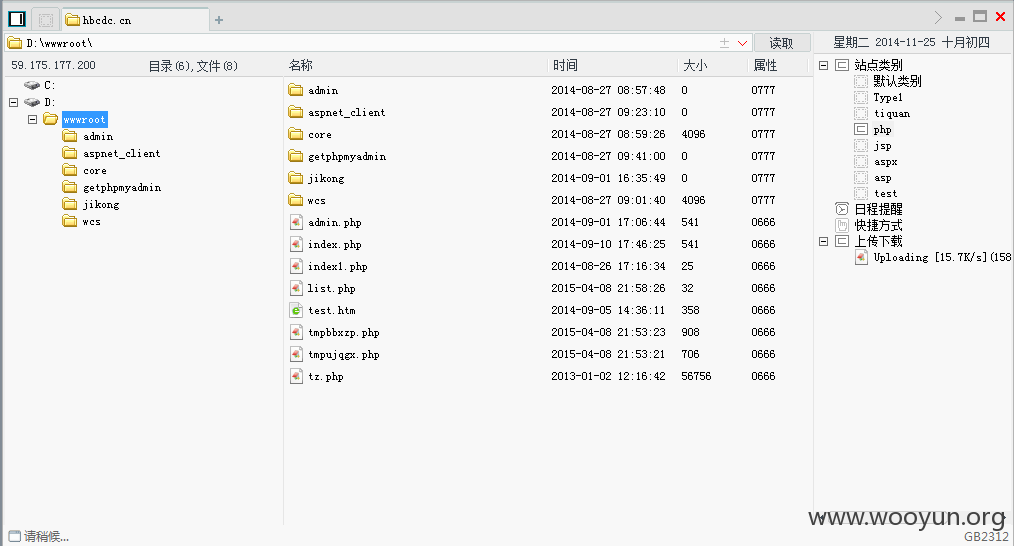 hbcdc.cn
D:\wwwroot\
读取
星期二 2014-11-25 十月初四
59.175.177.200 目录(6),文件(8)
名称 时间 大小 属性
C:
D:
wwwroot
admin
aspnet_client
core
getphpmyadmin
jikong
wcs
admin 2014-08-27 08:57:48 0 0777
aspnet_client 2014-08-27 09:23:10 0 0777
core 2014-08-27 08:59:26 4096 0777
getphpmyadmin 2014-08-27 09:41:00 0 0777
jikong 2014-09-01 16:35:49 0 0777
wcs 2014-08-27 09:01:40 4096 0777
admin.php 2014-09-01 17:06:44 541 0666
index.php 2014-09-10 17:46:25 541 0666
index1.php 2014-08-26 17:16:34 25 0666
list.php 2015-04-08 21:58:26 32 0666
test.htm 2014-09-05 14:36:11 358 0666
tmpbbxzp.php 2015-04-08 21:53:23 908 0666
tmpujqgx.php 2015-04-08 21:53:21 706 0666
tz.php 2013-01-02 12:16:42 56756 0666
站点类别
默认类别
Type1
tiquan
php
jsp
aspx
asp
test
日程提醒
快捷方式
上传下载
Uploading [15.7K/s](158
www.wooyun.org
请稍候...
GB2312